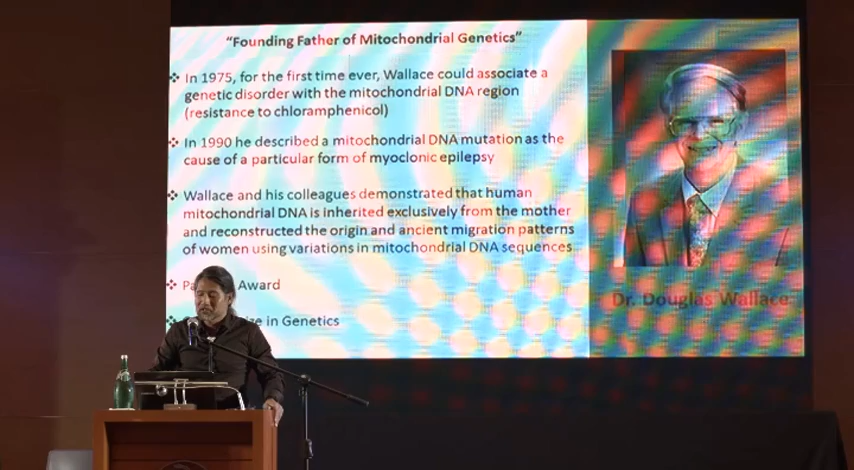 “Founding Father of Mitochondrial Genetics”
In 1975, for the first time ever, Wallace could associate a
genetic disorder with the mitochondrial DNA region
(resistance to chloramphenicol)
In 1990 he described a mitochondrial DNA mutation as the
cause of a particular form of myoclonic epilepsy
Wallace and his colleagues demonstrated that human
mitochondrial DNA is inherited exclusively from the mother
and reconstructed the origin and ancient migration patterns
of women using variations in mitochondrial DNA sequences
Award
in Genetics
Dr. Douglas Wallace